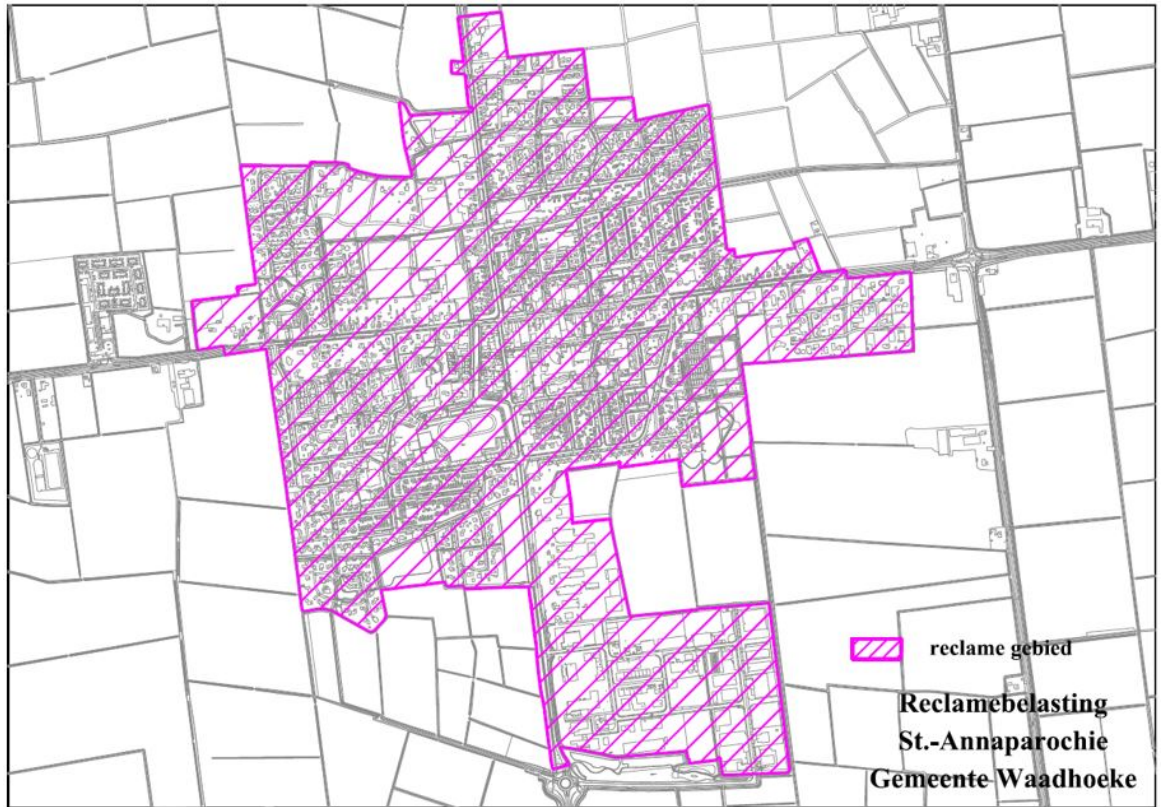 reclame gebied
Reclamebelasting
St.-Annaparochie
Gemeente Waadhoeke